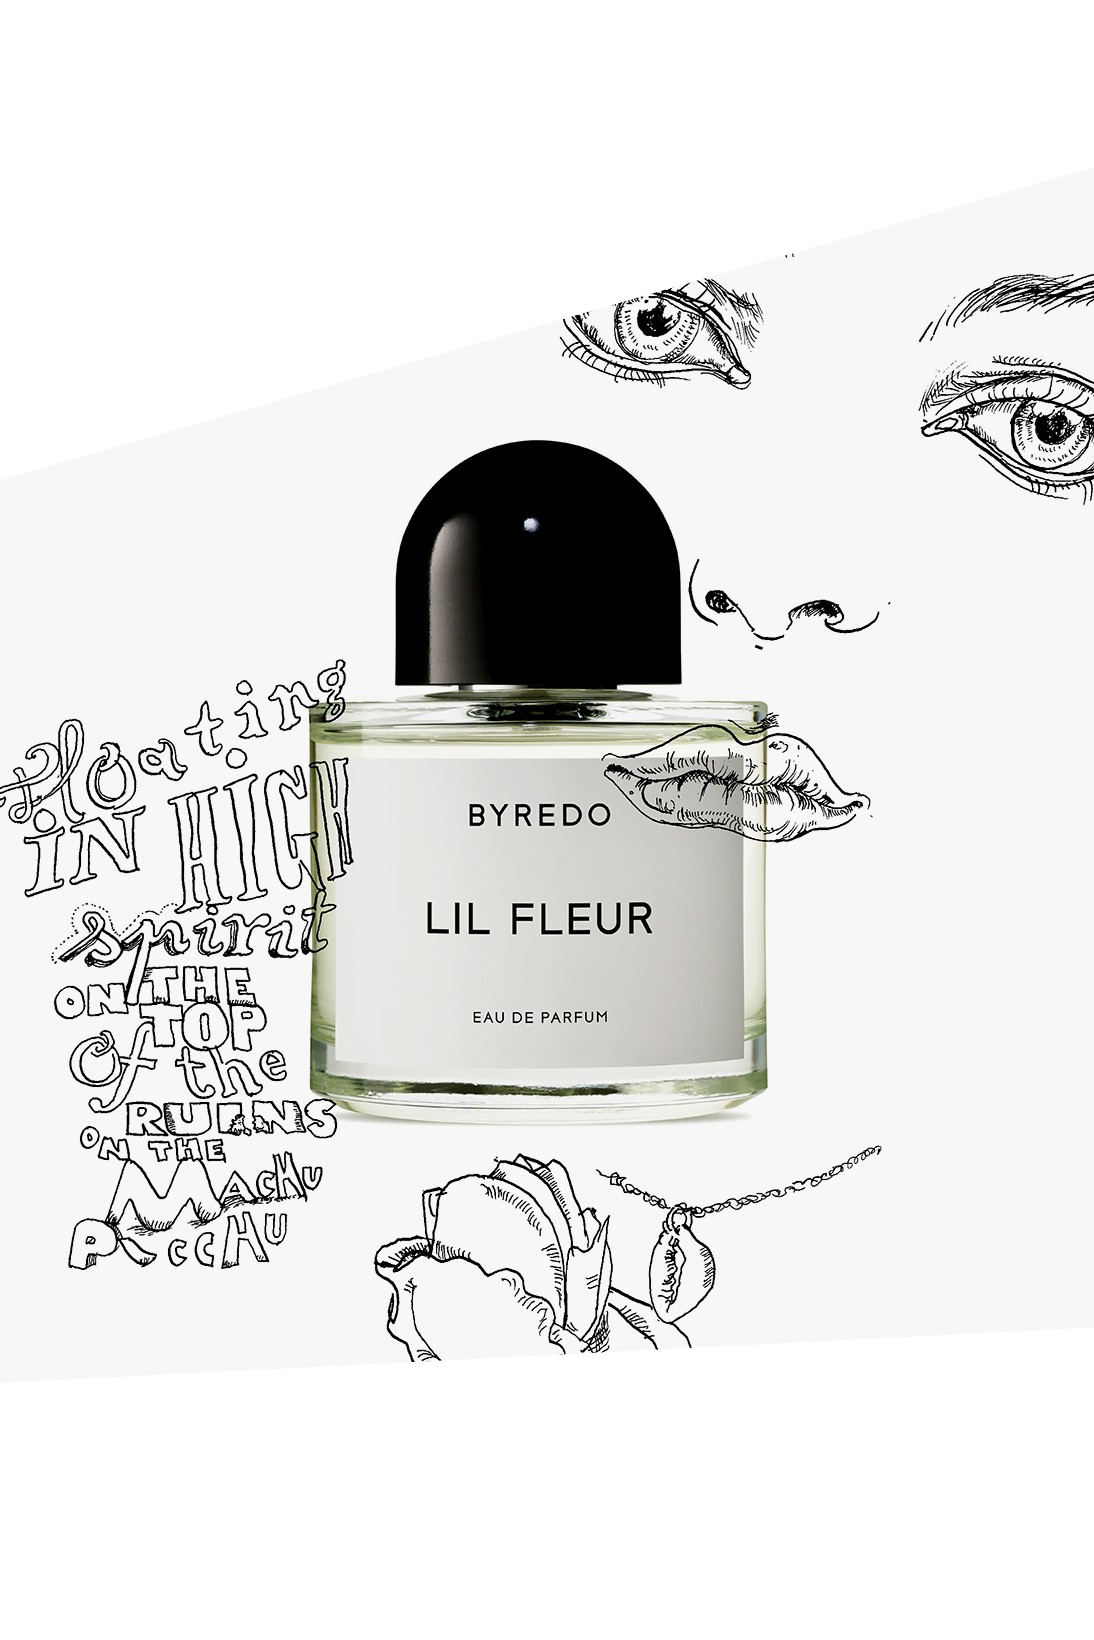 floating
IN HIGH
spirit
ON THE
TOP
Of the
RUINS
ON THE
MACHU
PiCCHU
BYREDO
LIL FLEUR
EAU DE PARFUM